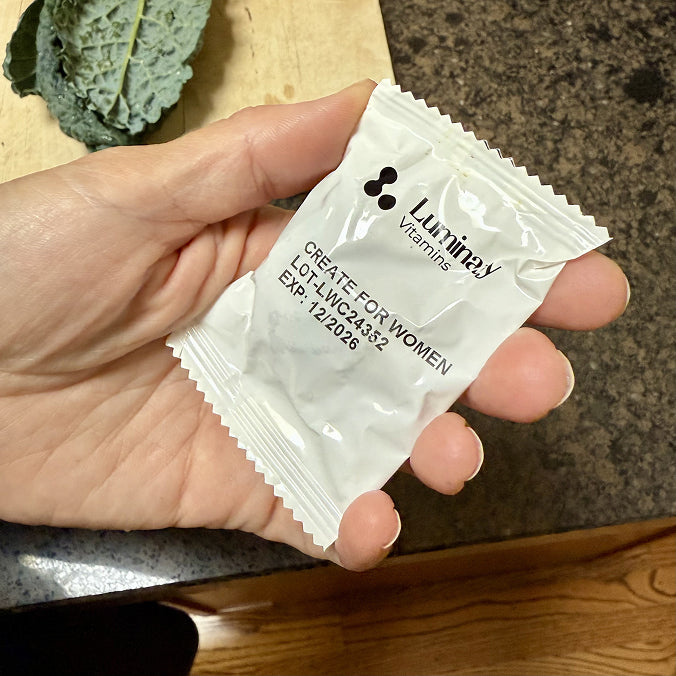 Luminary
Vitamins
CREATE FOR WOMEN
LOT-LWC24352
EXP: 12/2026